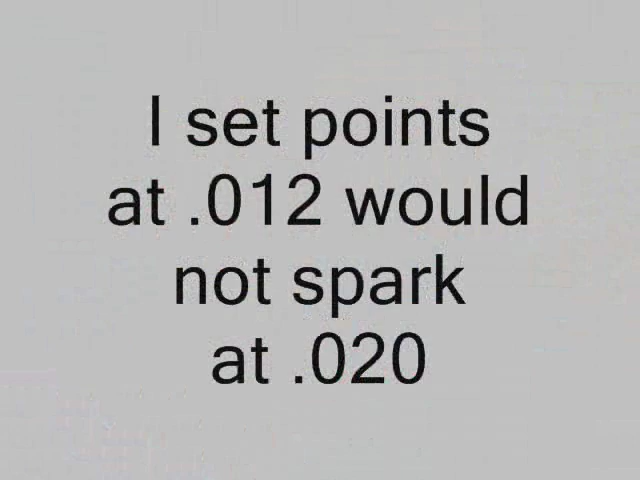 I set points
at .012 would
not spark
at .020